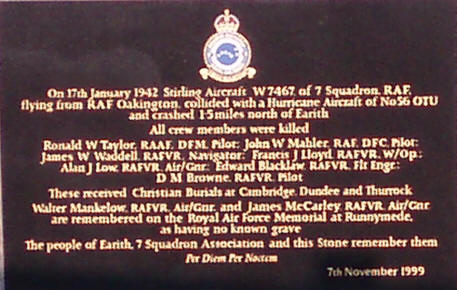 On 17th January 1942 Stirling Aircraft W7467 of 7 Squadron, RAF,
flying from RAF Oakington, collided with a Hurricane Aircraft of No56 OTU
and crashed 1·5 miles north of Earith
All crew members were killed
Ronald W Taylor, RAAF, DFM, Pilot; John W Mahler, RAF, DFC, Pilot;
James W Waddell, RAFVR, Navigator; Francis J Lloyd, RAFVR, W/Op;
Alan J Low, RAFVR, Air/Gnr; Edward Blacklaw, RAFVR, Flt Engr;
D M Browne, RAFVR, Pilot
These received Christian Burials at Cambridge, Dundee and Thurrock
Walter Mankelow, RAFVR, Air/Gnr, and James McCarley, RAFVR, Air/Gnr
are remembered on the Royal Air Force Memorial at Runnymede,
as having no known grave
The people of Earith, 7 Squadron Association and this Stone remember them
Per Diem Per Noctem
7th November 1999